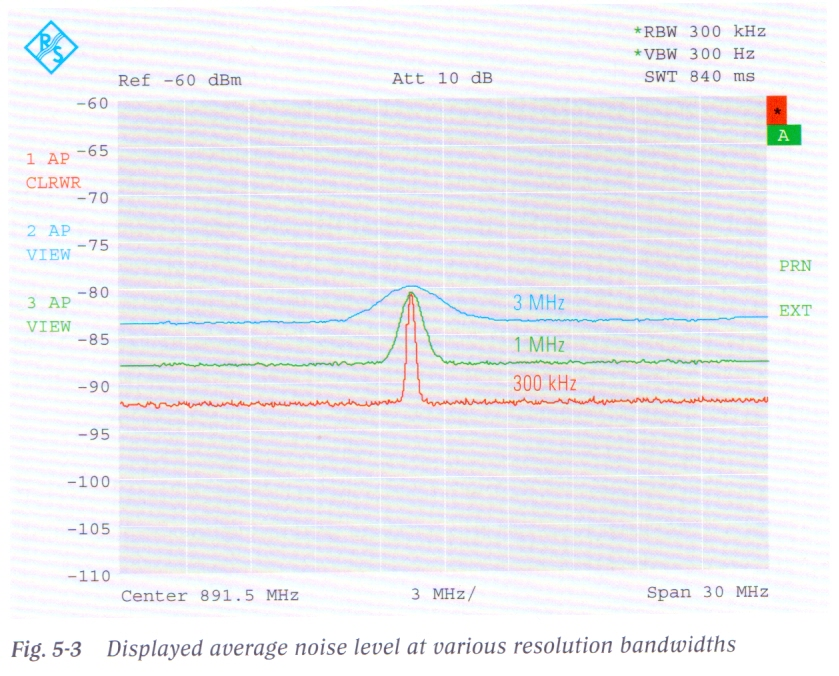 R S
*RBW 300 kHz
*VBW 300 Hz
Ref -60 dBm Att 10 dB SWT 840 ms
-60
*
A
-65
1 AP
CLRWR
-70
2 AP
VIEW
-75
PRN
-80
3 AP
VIEW
3 MHz
EXT
-85
1 MHz
-90
300 kHz
-95
-100
-105
-110
Center 891.5 MHz 3 MHz/ Span 30 MHz
Fig. 5-3 Displayed average noise level at various resolution bandwidths